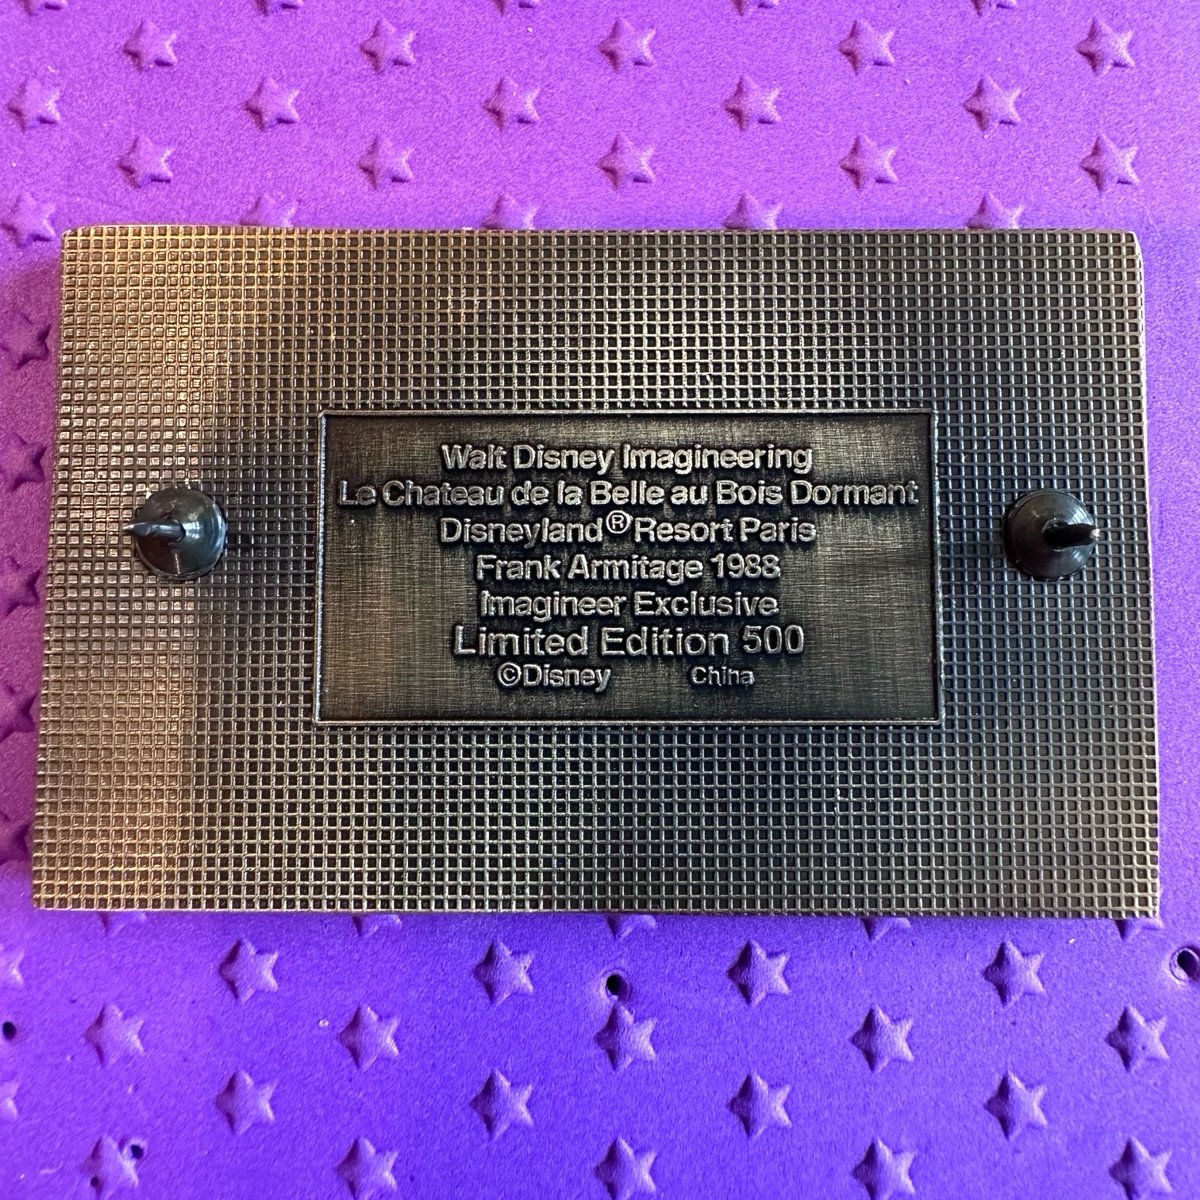 Walt Disney Imagineering
Le Chateau de la Belle au Bois Dormant
Disneyland® Resort Paris
Frank Armitage 1988
Imagineer Exclusive
Limited Edition 500
©Disney China